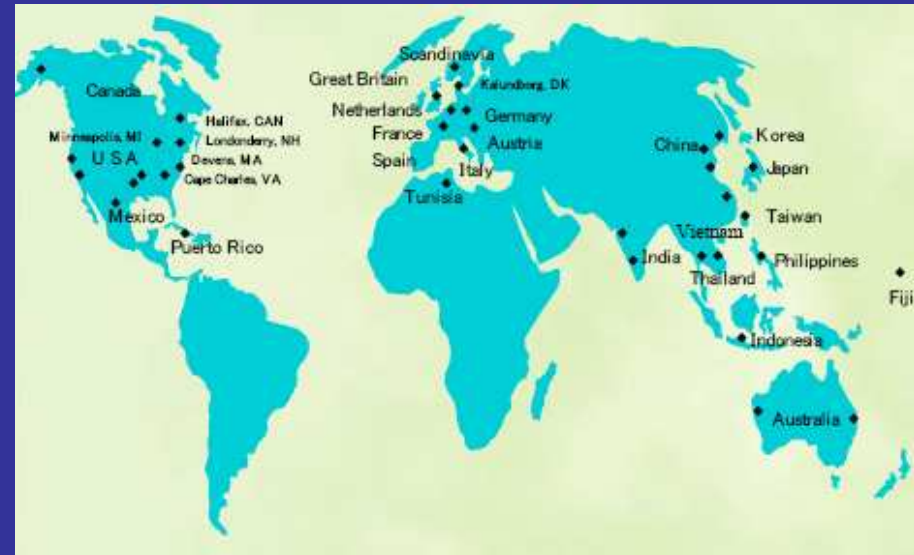 Scandinavia
Great Britain
Kalundborg, DK
Canada
Netherlands
Halifax, CAN
Germany
Minneapolis, MI
Londonderry, NH
France
Korea
USA
Devens, MA
Spain
Austria
China
Italy
Japan
Cape Charles, VA
Tunisia
Mexico
Taiwan
Puerto Rico
Vietnam
India
Philippines
Thailand
Fiji
Indonesia
Australia